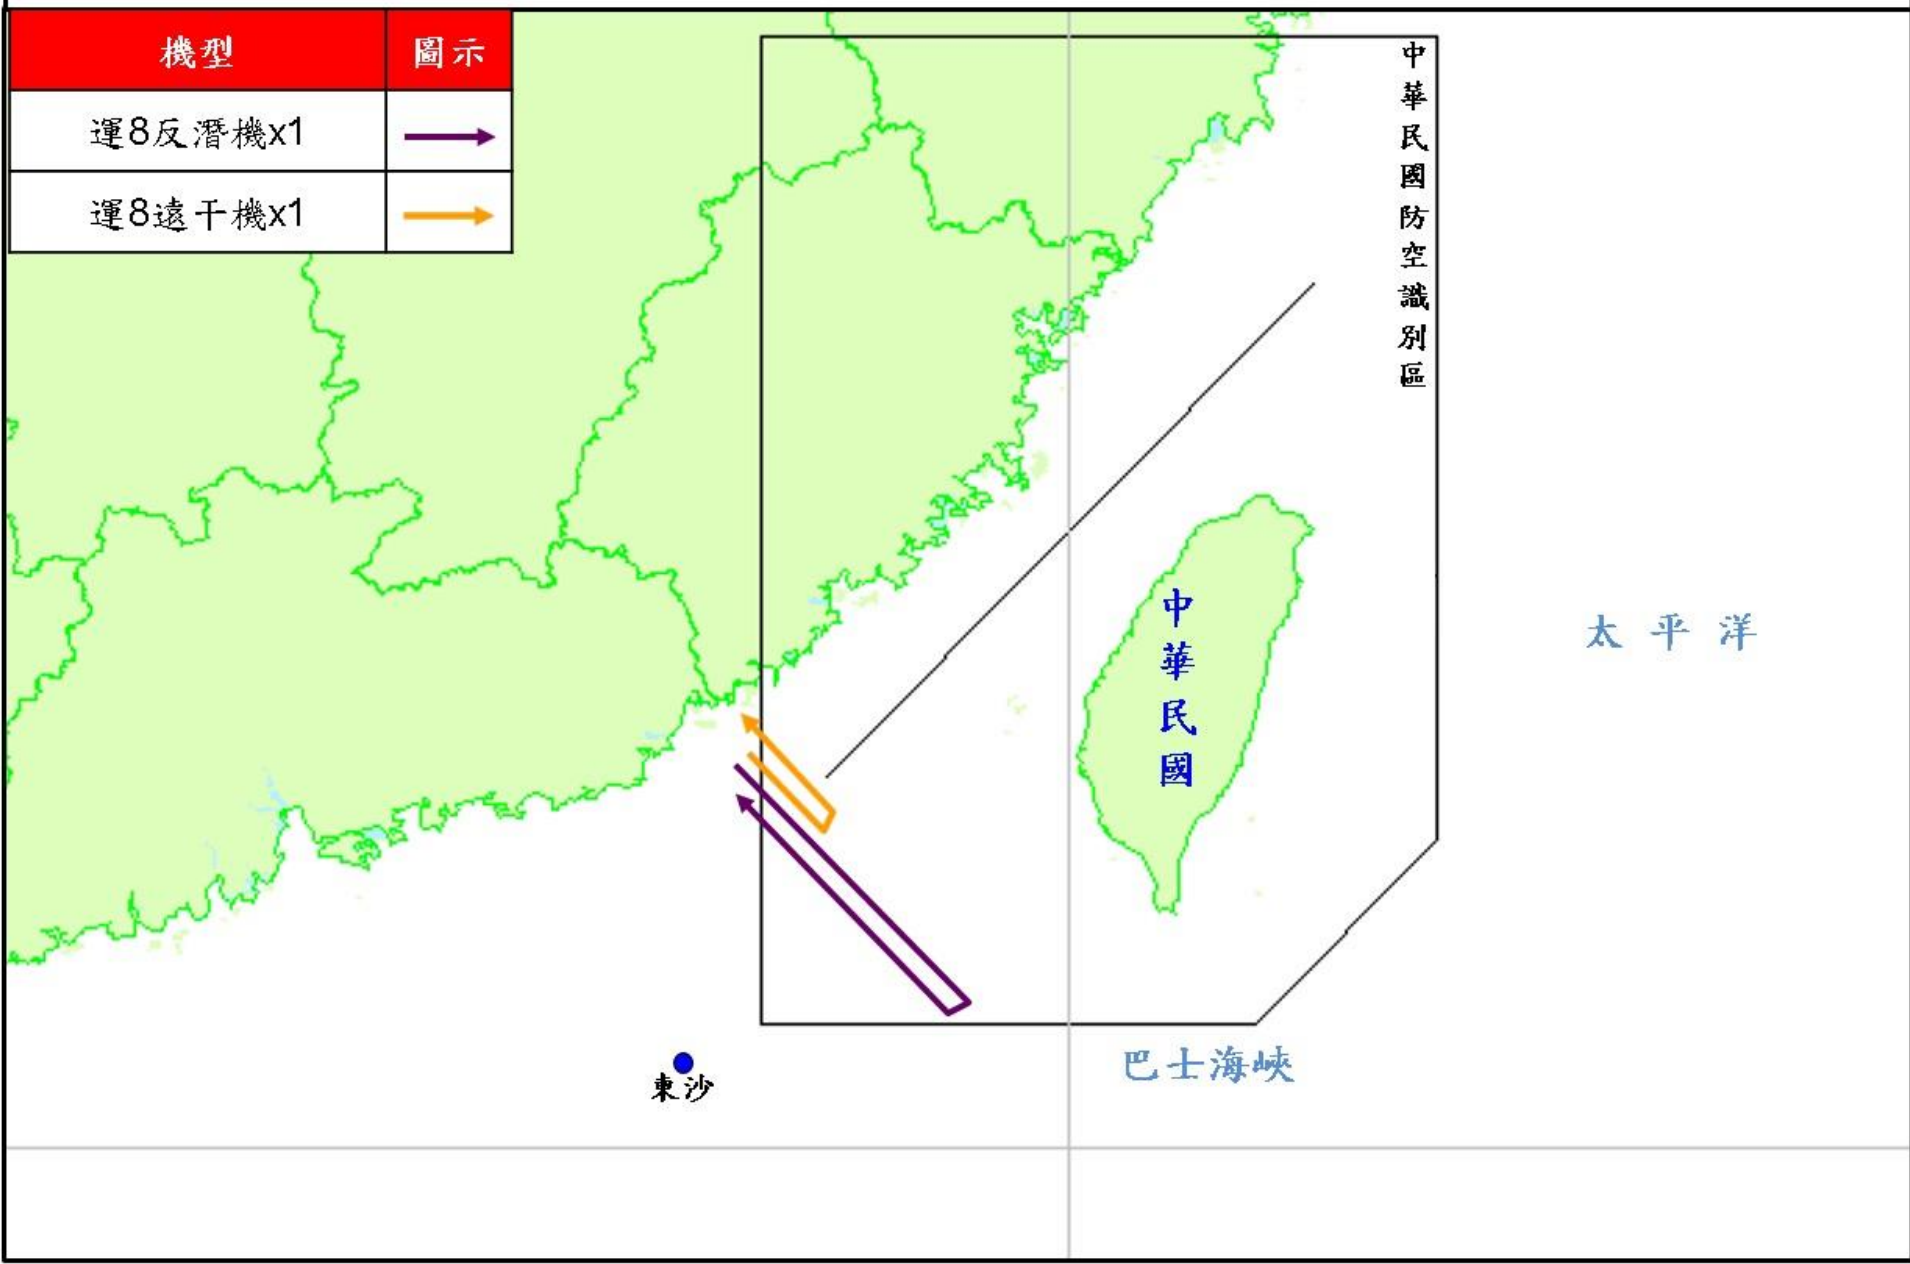 機型 圖示
運8反潛機x1
運8遠干機x1
中華民國防空識別區
中華民國
太平洋
巴士海峽
東沙